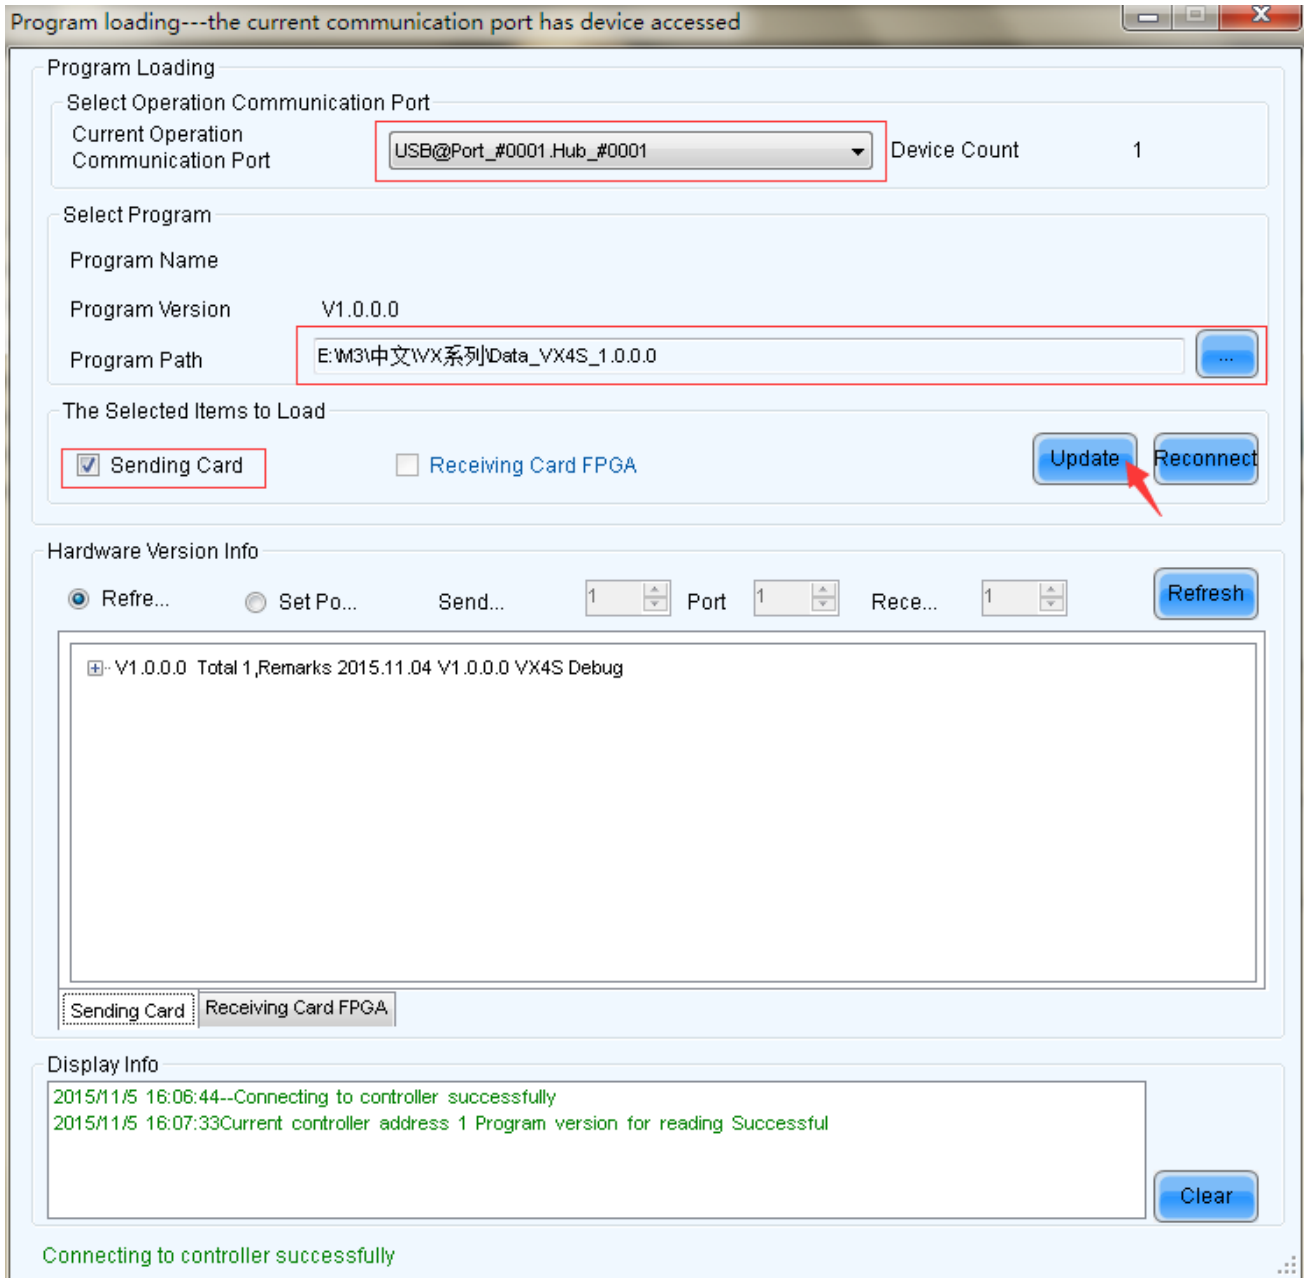 Program loading---the current communication port has device accessed
Program Loading
Select Operation Communication Port
Current Operation
Communication Port
USB@Port_#0001.Hub_#0001
Device Count
1
Select Program
Program Name
Program Version
V1.0.0.0
Program Path
E:\M3\中文\VX系列\Data_VX4S_1.0.0.0
...
The Selected Items to Load
Sending Card
Receiving Card FPGA
Update
Reconnect
Hardware Version Info
Refre...
Set Po...
Send...
1
Port
1
Rece...
1
Refresh
V1.0.0.0 Total 1,Remarks 2015.11.04 V1.0.0.0 VX4S Debug
Sending Card
Receiving Card FPGA
Display Info
2015/11/5 16:06:44--Connecting to controller successfully
2015/11/5 16:07:33Current controller address 1 Program version for reading Successful
Clear
Connecting to controller successfully